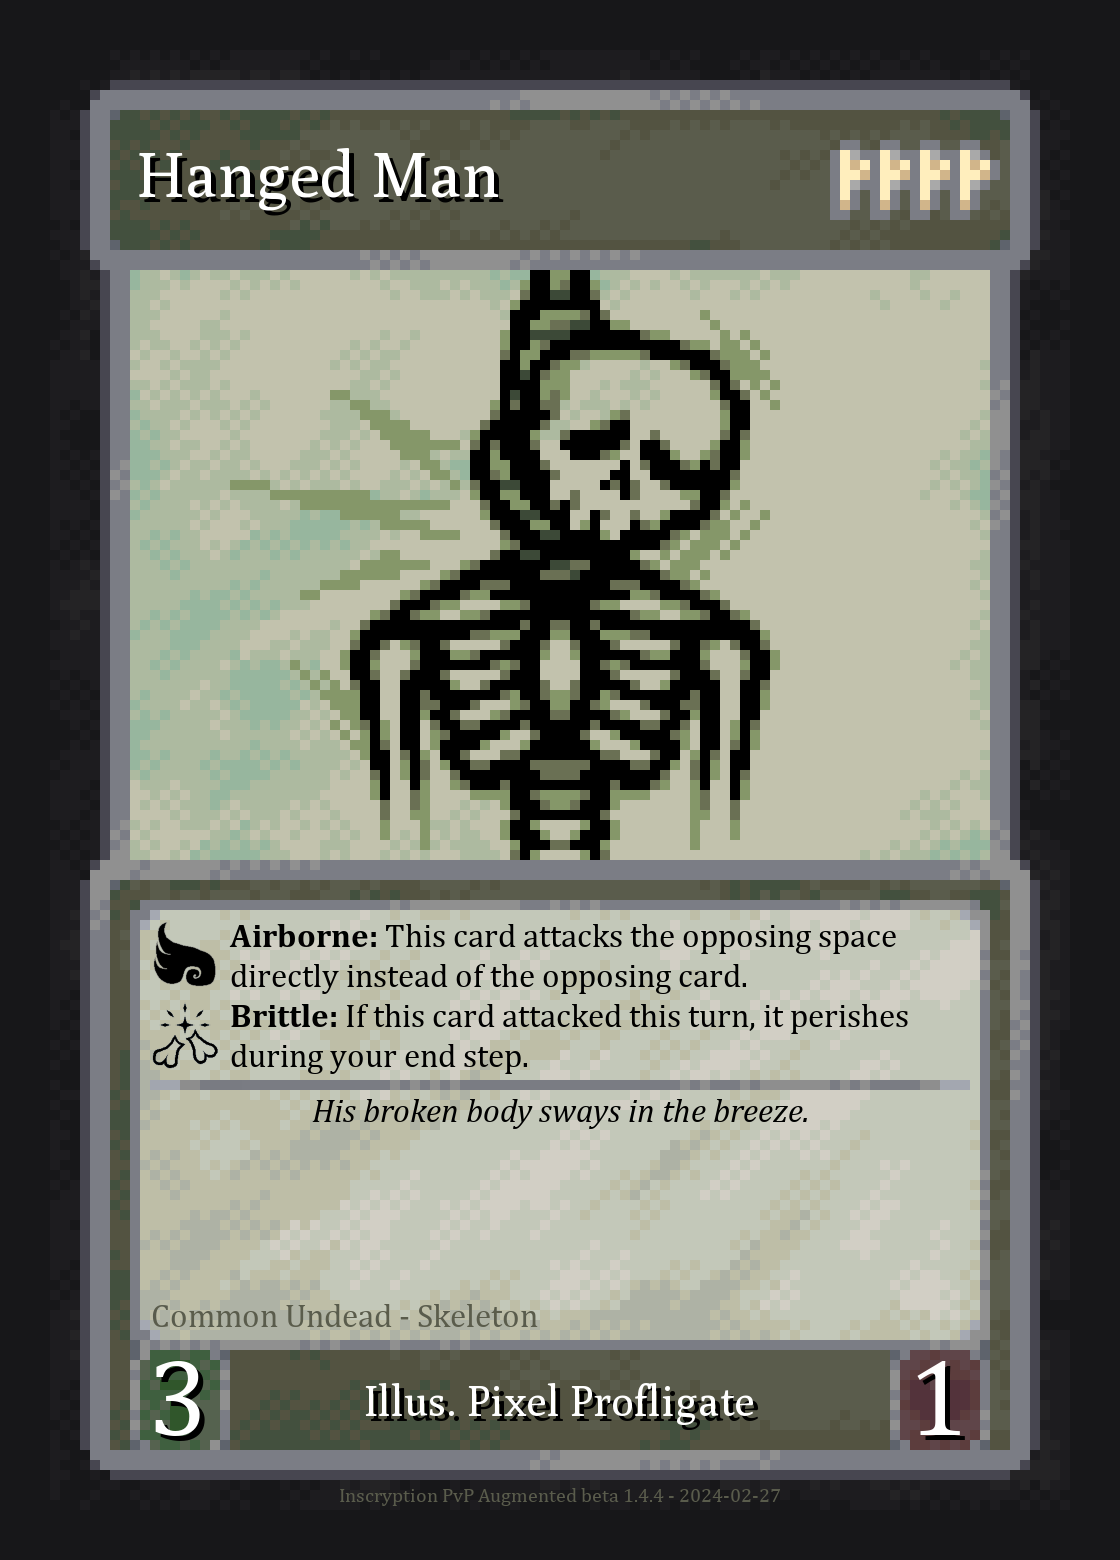 Hanged Man
Airborne: This card attacks the opposing space
directly instead of the opposing card.
Brittle: If this card attacked this turn, it perishes
during your end step.
His broken body sways in the breeze.
Common Undead - Skeleton
3
Illus. Pixel Profligate
1
Inscryption PvP Augmented beta 1.4.4 - 2024-02-27